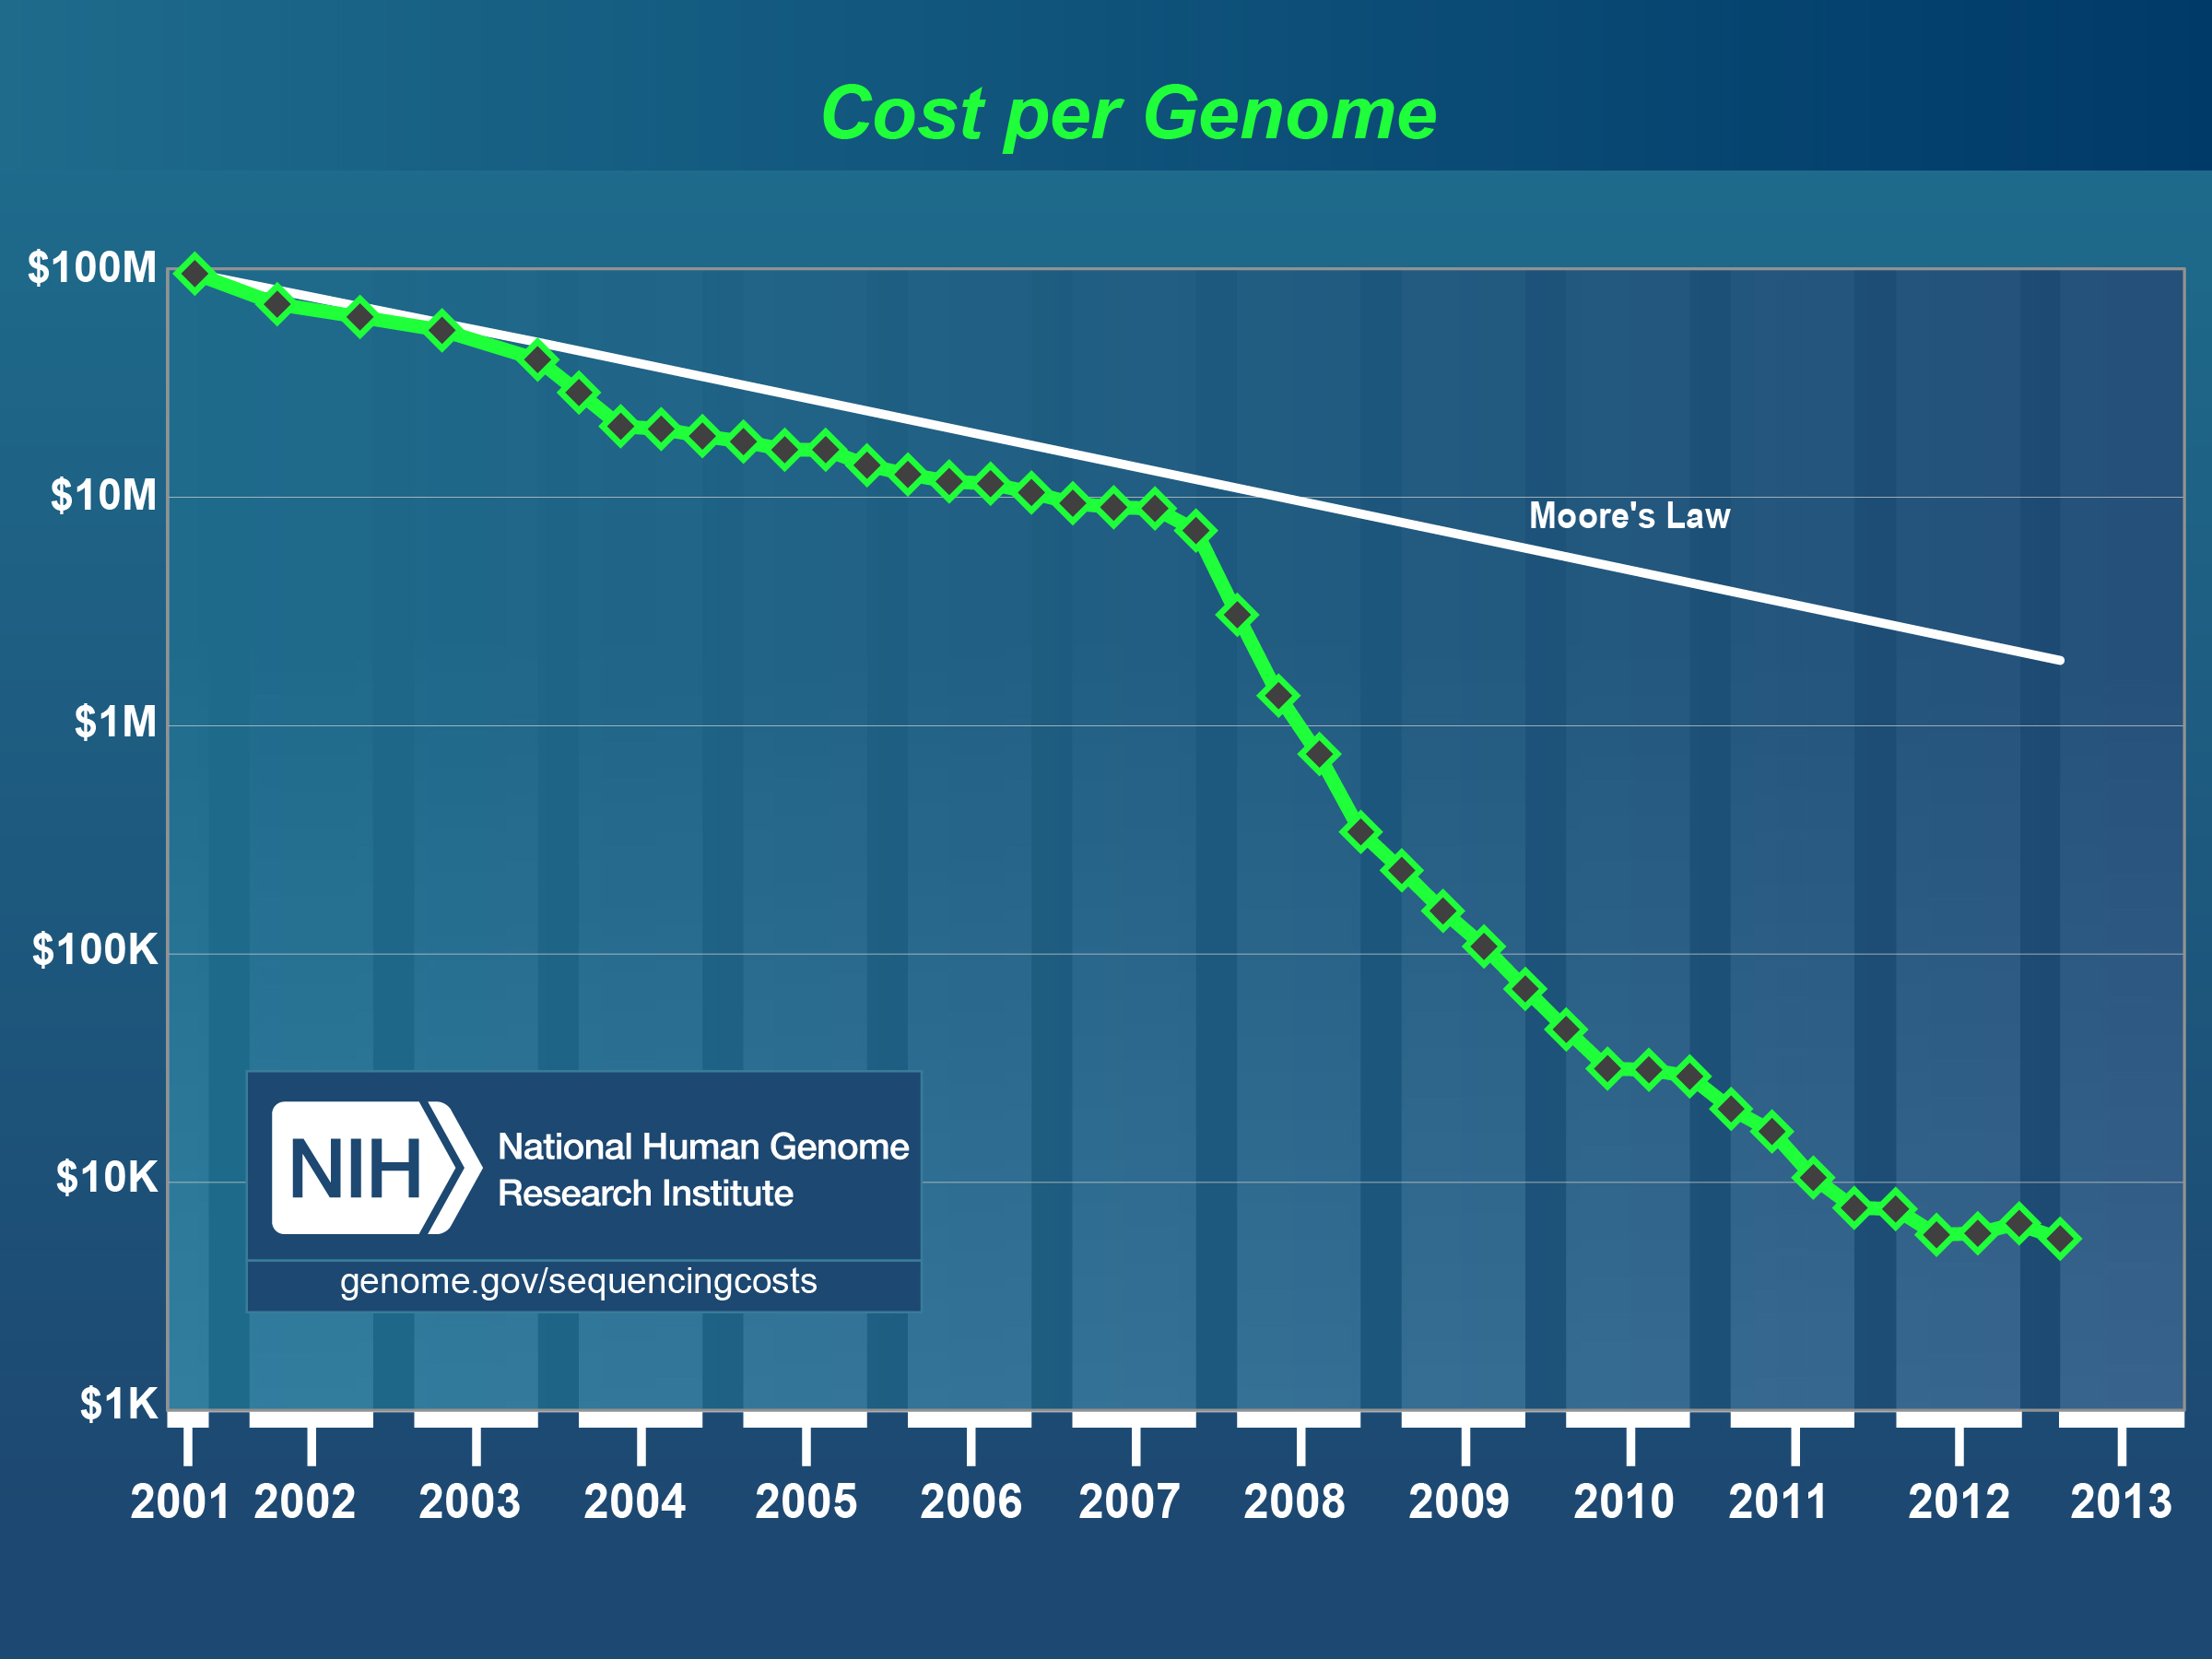 Cost per Genome
$100M
$10M
Moore's Law
$1M
$100K
$10K
$1K
NIH
National Human Genome
Research Institute
genome.gov/sequencingcosts
2001 2002 2003 2004 2005 2006 2007 2008 2009 2010 2011 2012 2013